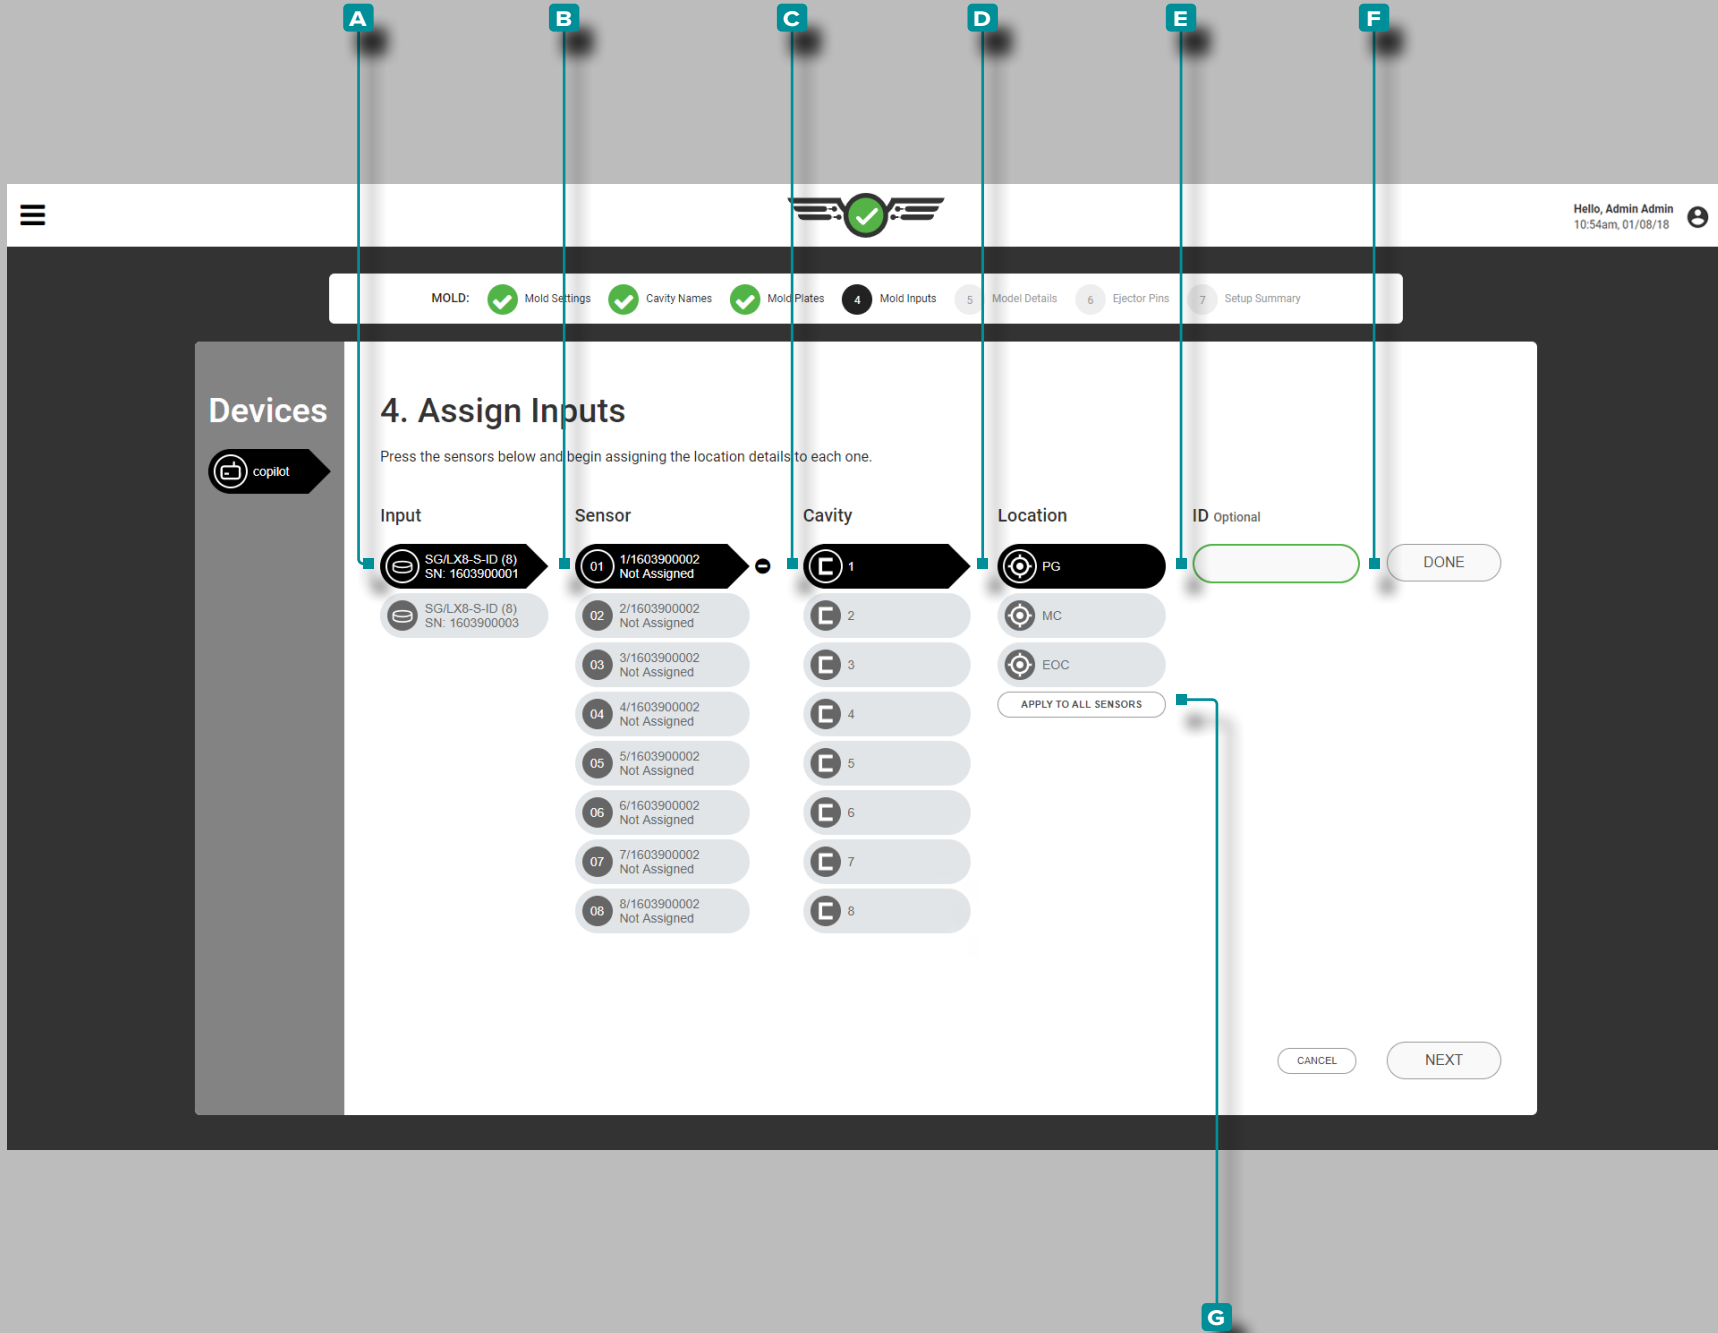 A
B
C
D
E
F
Hello, Admin Admin
10:54am, 01/08/18
MOLD:
Mold Settings
Cavity Names
Mold Plates
4
Mold Inputs
5
Model Details
6
Ejector Pins
7
Setup Summary
Devices
copilot
4. Assign Inputs
Press the sensors below and begin assigning the location details to each one.
Input
SG/LX8-S-ID (8)
SN: 1603900001
SG/LX8-S-ID (8)
SN: 1603900003
Sensor
01
1/1603900002
Not Assigned
02
2/1603900002
Not Assigned
03
3/1603900002
Not Assigned
04
4/1603900002
Not Assigned
05
5/1603900002
Not Assigned
06
6/1603900002
Not Assigned
07
7/1603900002
Not Assigned
08
8/1603900002
Not Assigned
Cavity
1
2
3
4
5
6
7
8
Location
PG
MC
EOC
APPLY TO ALL SENSORS
ID Optional
DONE
CANCEL
NEXT
G